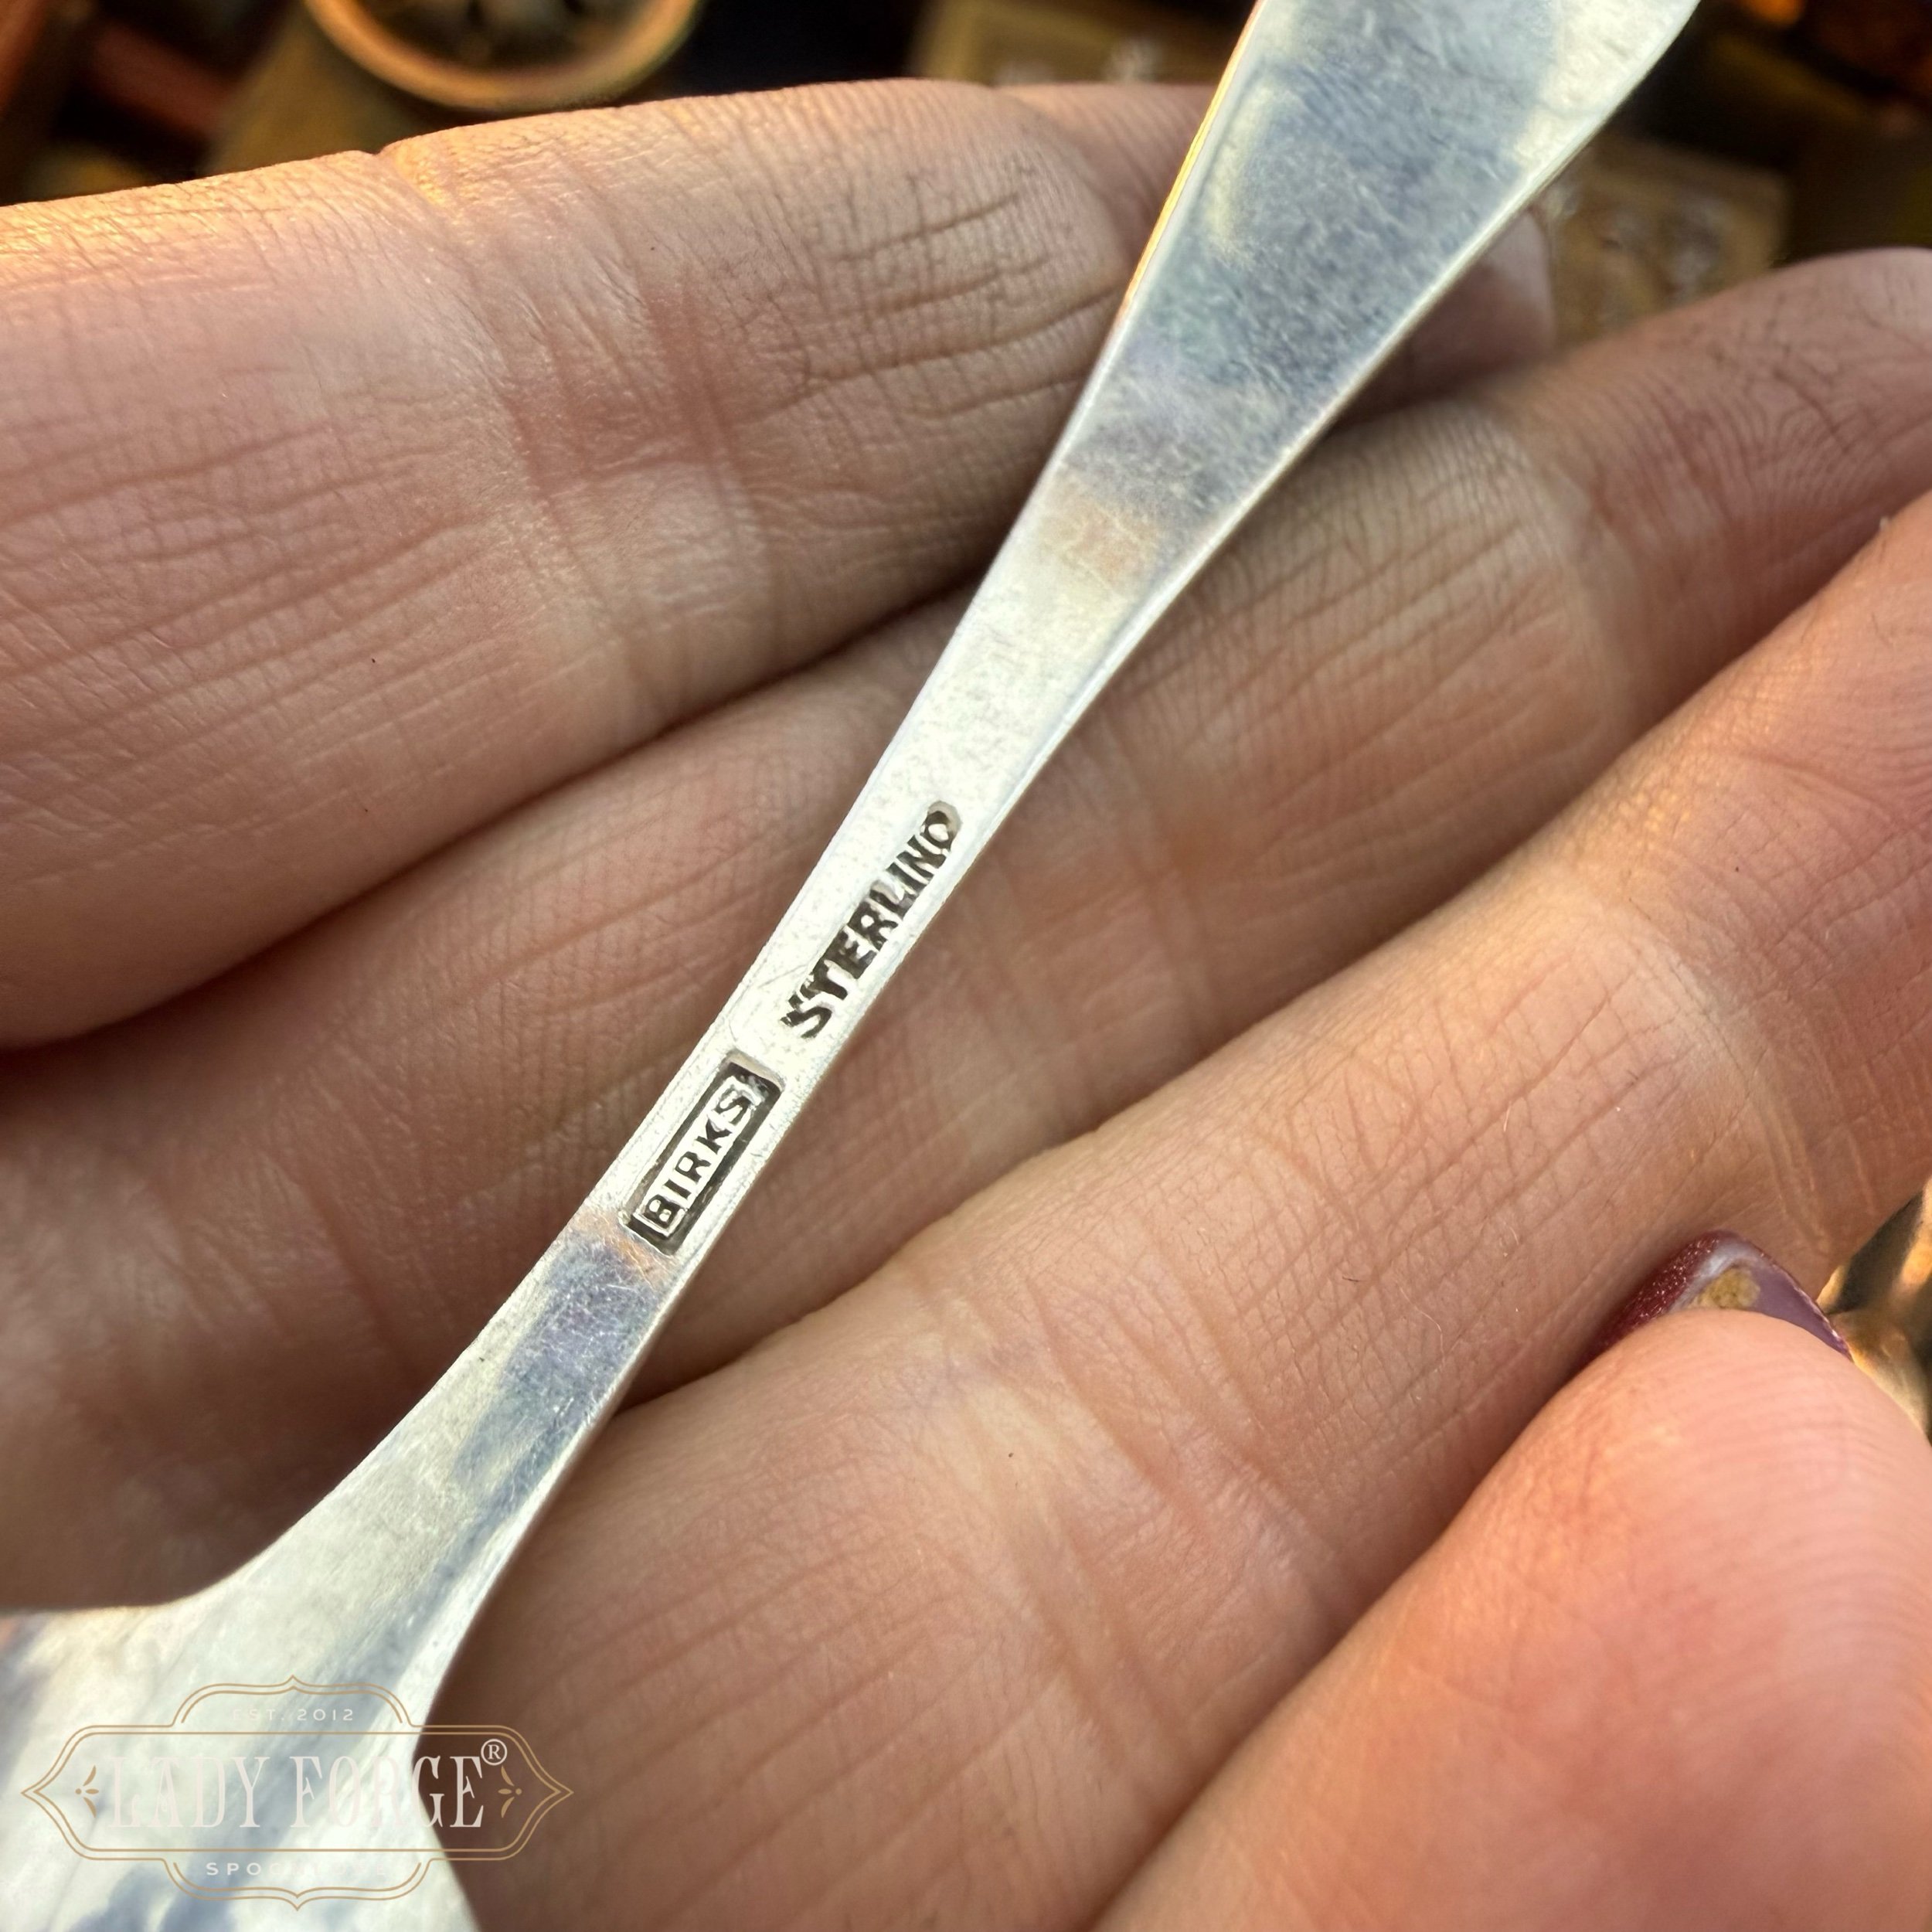 STERLING
BIRKS
EST. 2012
LADY FORGE®